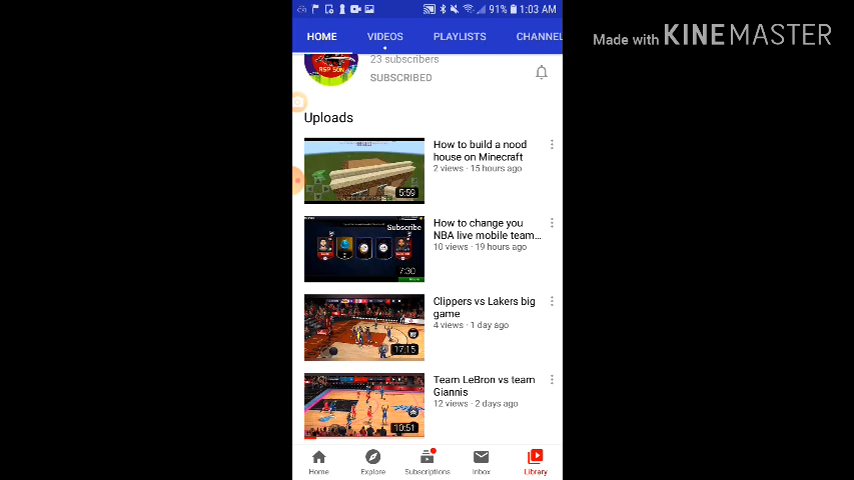 91% 1:03 AM
HOME VIDEOS PLAYLISTS CHANNEL
Made with KINEMASTER
23 subscribers
SUBSCRIBED
Uploads
How to build a nood
house on Minecraft
2 views · 15 hours ago
5:59
How to change you
NBA live mobile team...
10 views · 19 hours ago
Subscribe
7:30
Clippers vs Lakers big
game
4 views · 1 day ago
17:15
Team LeBron vs team
Giannis
12 views · 2 days ago
10:51
Home Explore Subscriptions Inbox Library